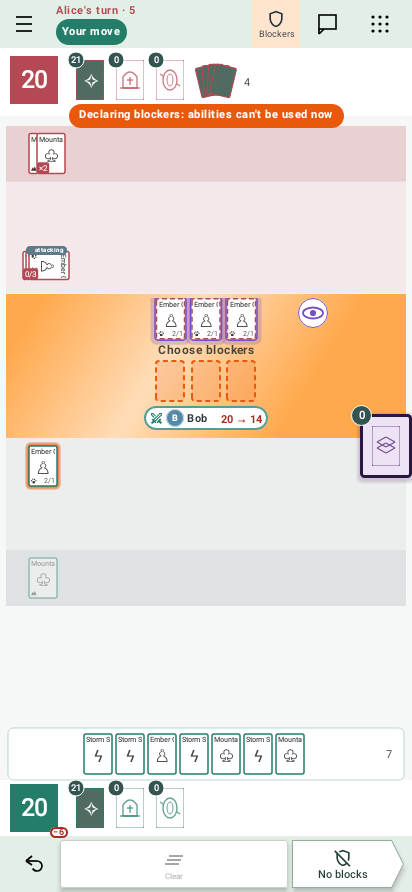 Alice's turn · 5
Your move
Blockers
20
21
0
0
4
Declaring blockers: abilities can't be used now
M Mounta
×2
attacking
Ember (
0/3
Ember ( Ember ( Ember (
2/1 2/1 2/1
Choose blockers
B Bob 20 → 14
0
Ember (
2/1
Mounta
Storm S Storm S Ember ( Storm S Mounta Storm S Mounta
7
20
21
0
0
-6
Clear
No blocks